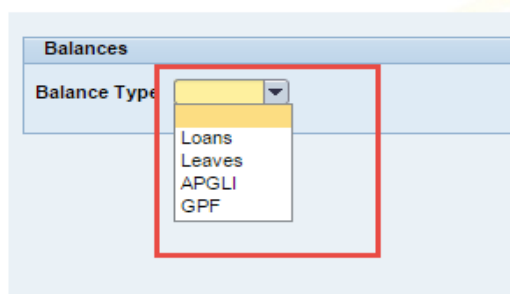 Balances
Balance Type
Loans
Leaves
APGLI
GPF